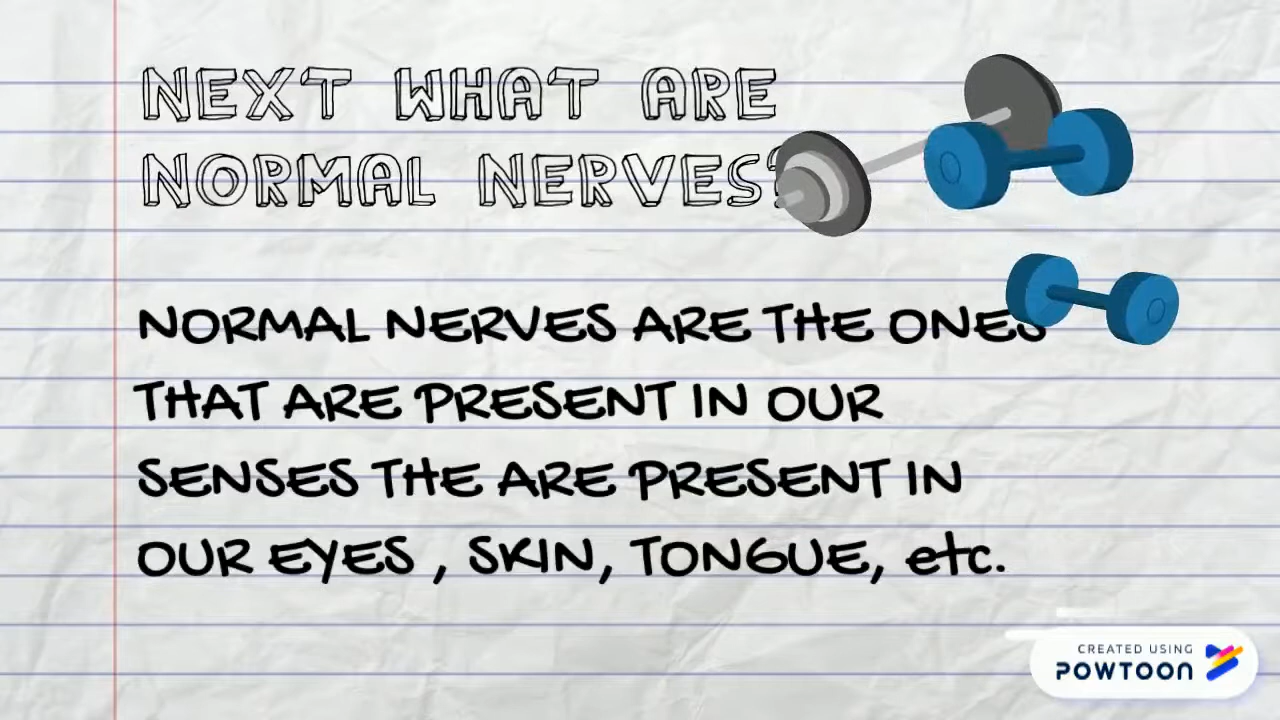 NEXT WHAT ARE
NORMAL NERVES?
NORMAL NERVES ARE THE ONES
THAT ARE PRESENT IN OUR
SENSES THE ARE PRESENT IN
OUR EYES , SKIN, TONGUE, etc.
CREATED USING
POWTOON